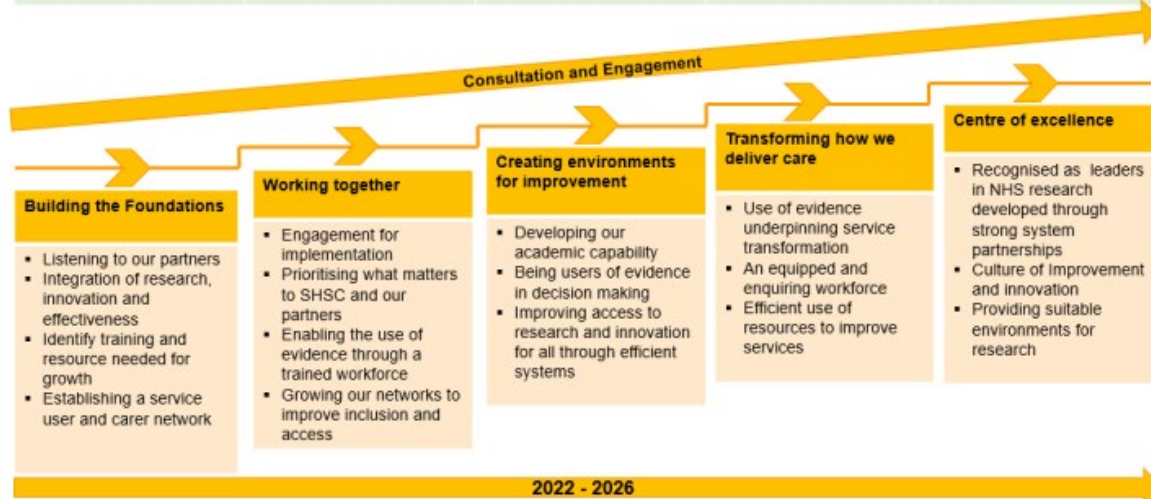 Consultation and Engagement
Building the Foundations
▪ Listening to our partners
▪ Integration of research,
innovation and
effectiveness
▪ Identify training and
resource needed for
growth
▪ Establishing a service
user and carer network
Working together
▪ Engagement for
implementation
▪ Prioritising what matters
to SHSC and our
partners
▪ Enabling the use of
evidence through a
trained workforce
▪ Growing our networks to
improve inclusion and
access
Creating environments
for improvement
▪ Developing our
academic capability
▪ Being users of evidence
in decision making
▪ Improving access to
research and innovation
for all through efficient
systems
Transforming how we
deliver care
▪ Use of evidence
underpinning service
transformation
▪ An equipped and
enquiring workforce
▪ Efficient use of
resources to improve
services
Centre of excellence
▪ Recognised as leaders
in NHS research
developed through
strong system
partnerships
▪ Culture of Improvement
and innovation
▪ Providing suitable
environments for
research
2022 - 2026